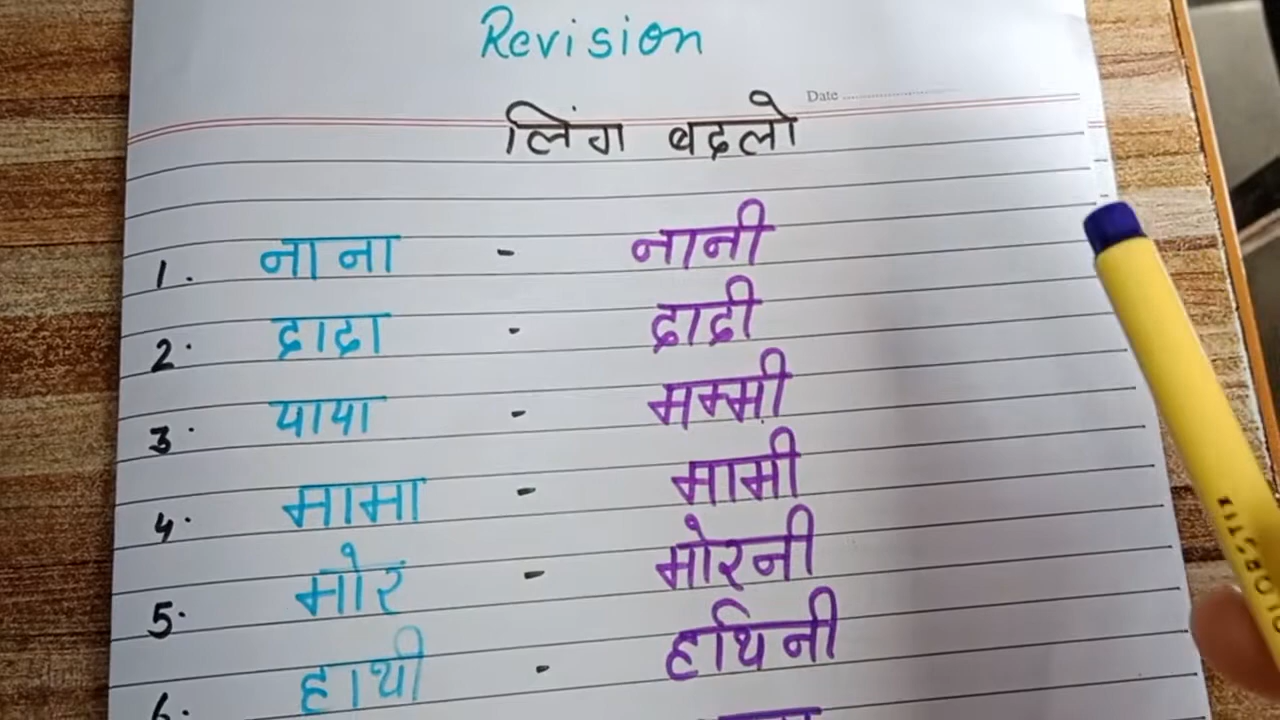 Revision
Date
लिंग बदलो
1. नाना - नानी
2. दादा - दादी
3. पापा - मम्मी
4. मामा - मामी
5. मोर - मोरनी
6. हाथी - हथिनी